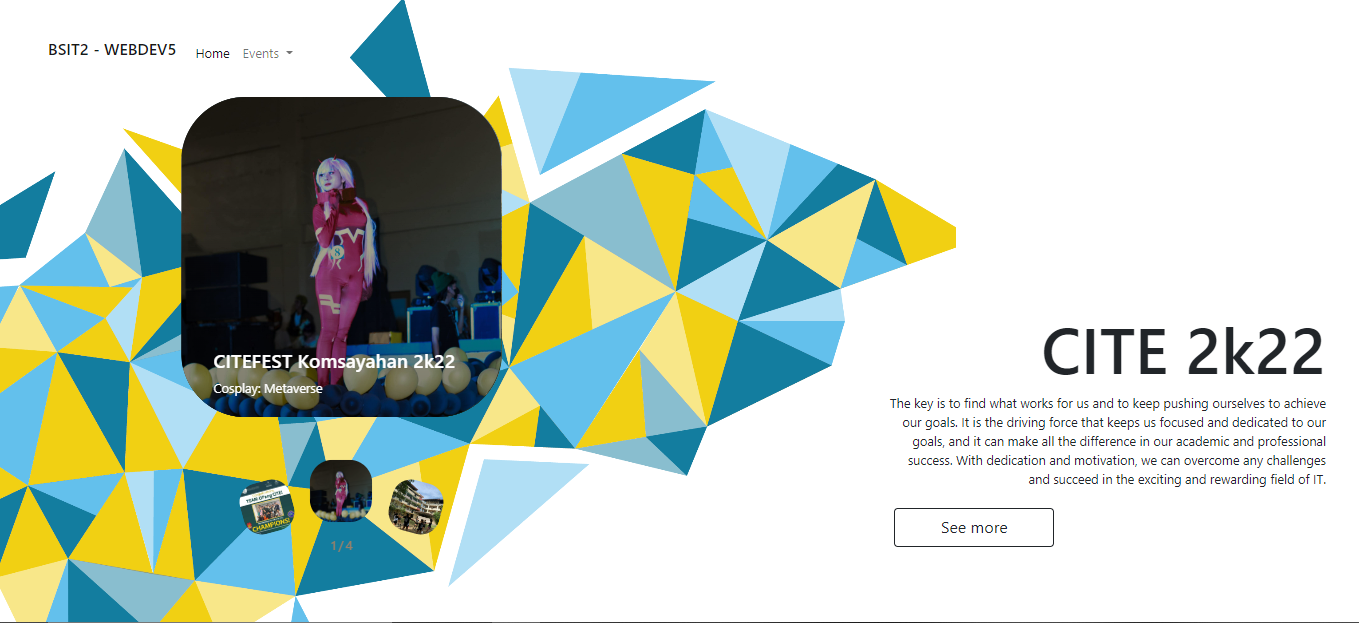 BSIT2 - WEBDEV5
Home
Events
CITEFEST Komsayahan 2k22
Cosplay: Metaverse
CHAMPIONS!
1 / 4
CITE 2k22
The key is to find what works for us and to keep pushing ourselves to achieve
our goals. It is the driving force that keeps us focused and dedicated to our
goals, and it can make all the difference in our academic and professional
success. With dedication and motivation, we can overcome any challenges
and succeed in the exciting and rewarding field of IT.
See more